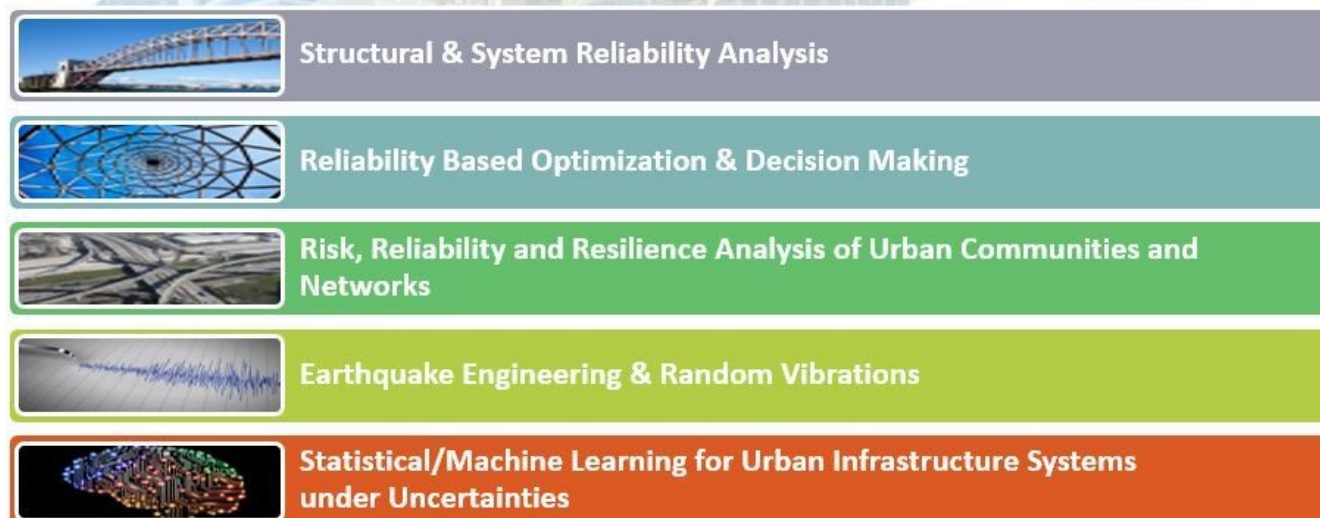 Structural & System Reliability Analysis
Reliability Based Optimization & Decision Making
Risk, Reliability and Resilience Analysis of Urban Communities and
Networks
Earthquake Engineering & Random Vibrations
Statistical/Machine Learning for Urban Infrastructure Systems
under Uncertainties